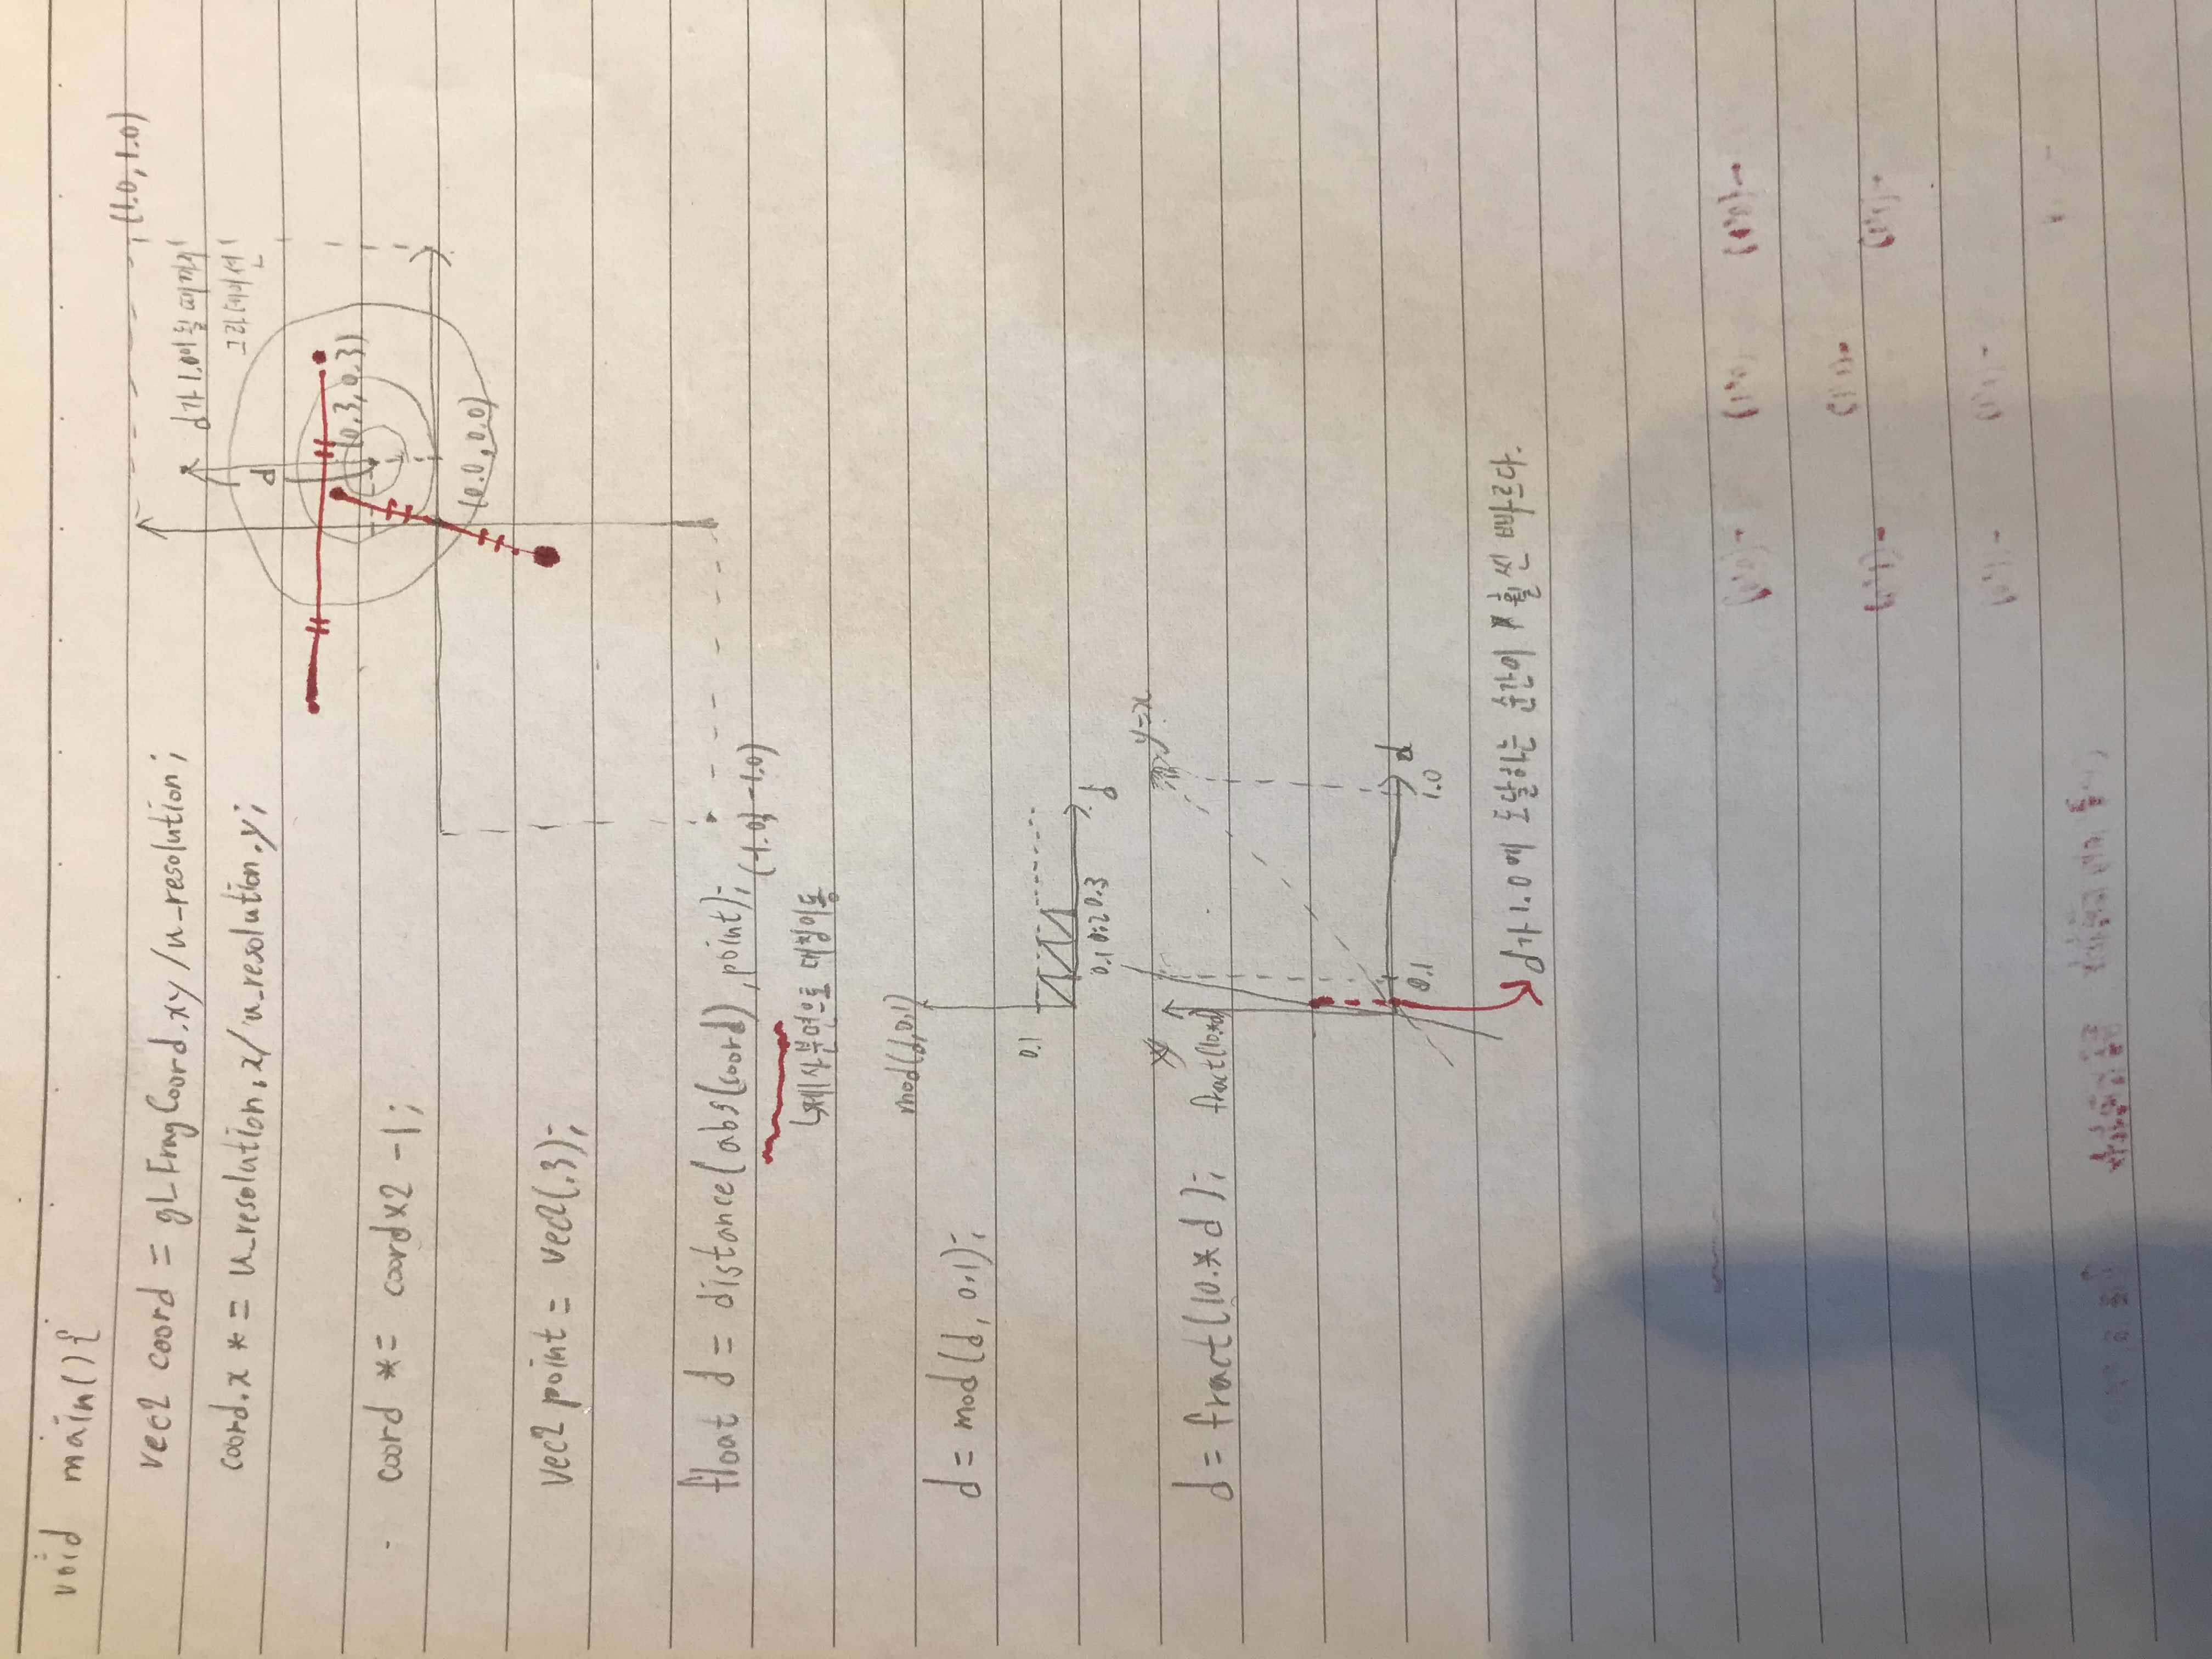 void main(){
vec2 coord = gl_FragCoord.xy/u_resolution;
coord.x *= u_resolution.x/u_resolution.y;
coord *= coord×2 -1;
vec2 point = vec2(.3);
float d = distance(abs(coord), point);
↳제1사분면으로 대칭이동
(1.0, 1.0)
d가 1.0이 될 때까지
그라데이션
d
(0.3, 0.3)
(0.0, 0.0)
(-1.0, -1.0)
d = mod(d, 0.1);
mod(d, 0.1)
0.1
0.1 0.2 0.3
d
d = fract(10.*d);
fract(10.*d)
y=x
0.1
1.0
d
d가 1.0에 도달하는 순간이 훨씬 빠르다.